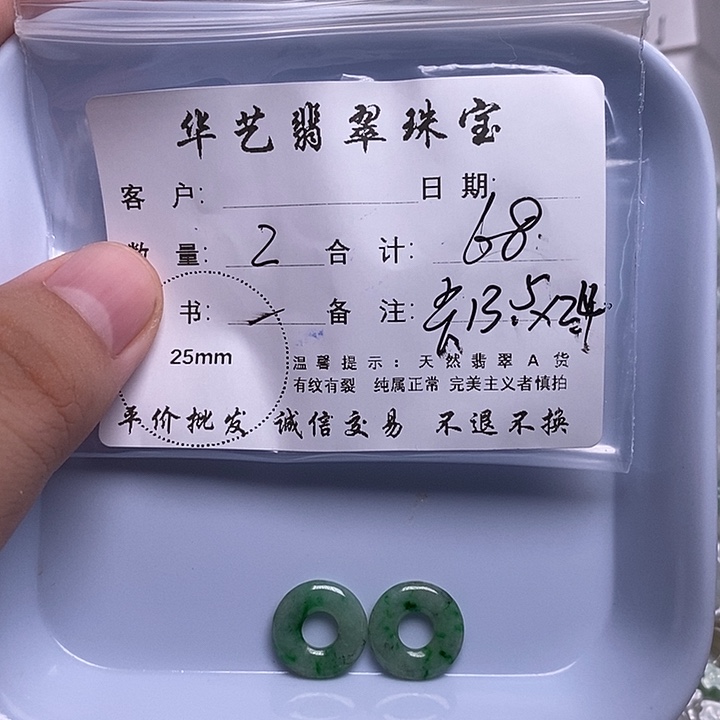 华艺翡翠珠宝
客 户: 日 期:
数 量: 2 合 计: 68
书: 备 注: 13.5x2
25mm
温馨提示: 天然翡翠A货
有纹有裂 纯属正常 完美主义者慎拍
平价批发 诚信交易 不退不换